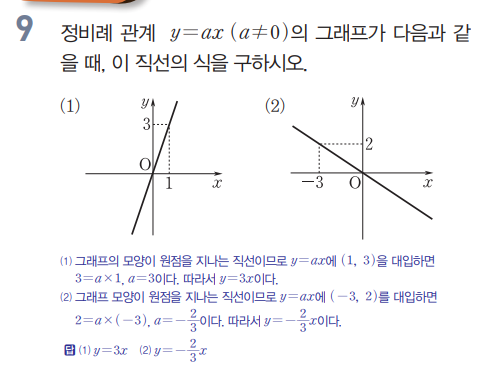 9 정비례 관계 y=ax (a≠0)의 그래프가 다음과 같
을 때, 이 직선의 식을 구하시오.
(1)
y
3
O
1
x
(2)
y
2
-3
O
x
(1) 그래프의 모양이 원점을 지나는 직선이므로 y=ax에 (1, 3)을 대입하면
3=a×1, a=3이다. 따라서 y=3x이다.
(2) 그래프 모양이 원점을 지나는 직선이므로 y=ax에 (-3, 2)를 대입하면
2=a×(-3), a=-2/3이다. 따라서 y=-2/3x이다.
답 (1) y=3x (2) y=-2/3x